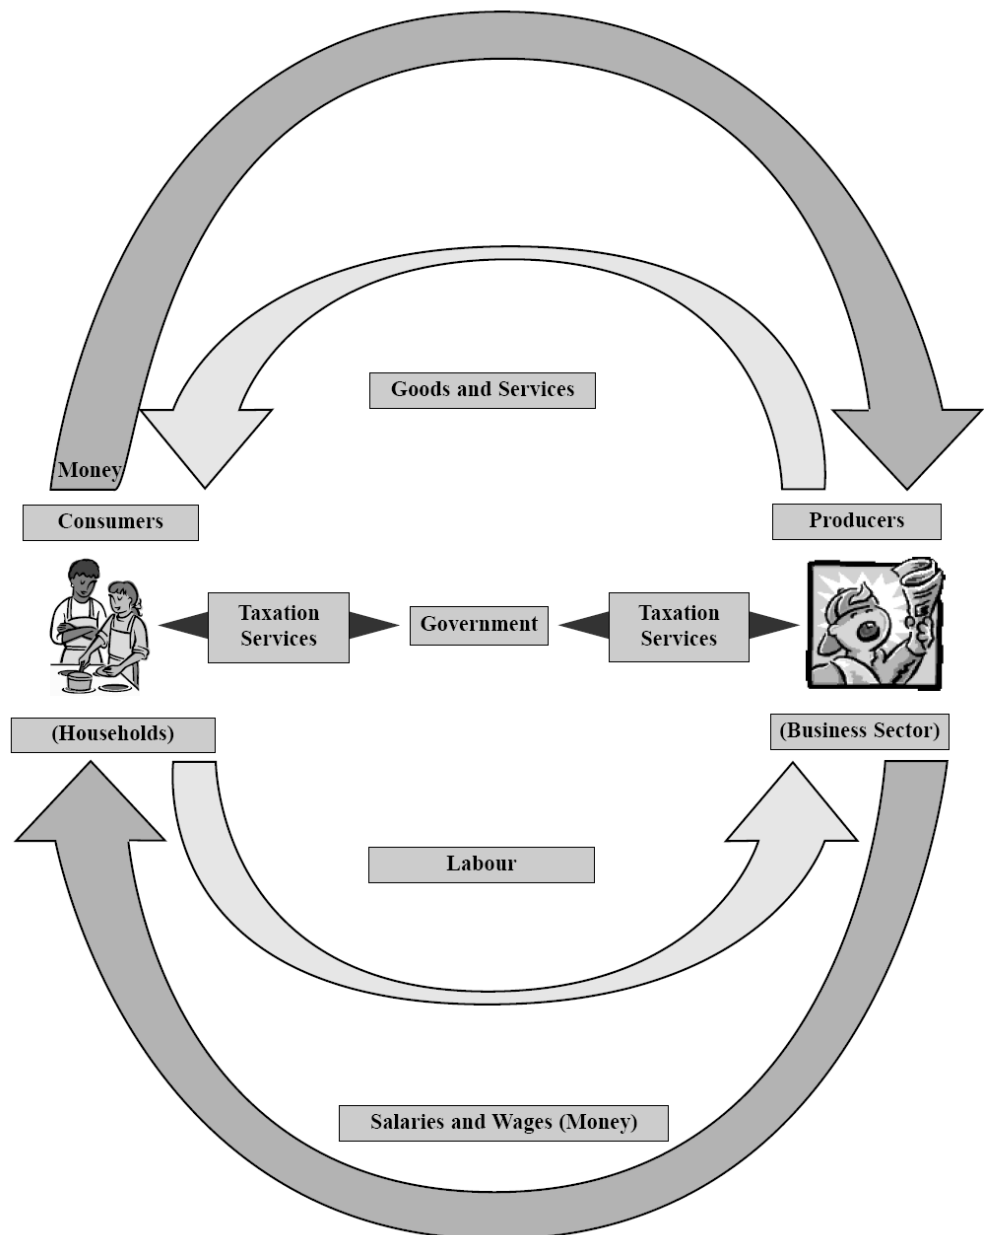 Goods and Services
Money
Consumers
Producers
Taxation
Services
Government
Taxation
Services
(Households)
(Business Sector)
Labour
Salaries and Wages (Money)